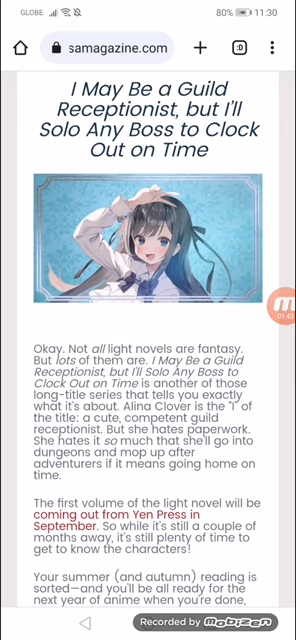 GLOBE
80% 11:30
samagazine.com
:D
I May Be a Guild
Receptionist, but I'll
Solo Any Boss to Clock
Out on Time
01:43
Okay. Not all light novels are fantasy.
But lots of them are. I May Be a Guild
Receptionist, but I'll Solo Any Boss to
Clock Out on Time is another of those
long-title series that tells you exactly
what it's about. Alina Clover is the "I" of
the title: a cute, competent guild
receptionist. But she hates paperwork.
She hates it so much that she'll go into
dungeons and mop up after
adventurers if it means going home on
time.
The first volume of the light novel will be
coming out from Yen Press in
September. So while it's still a couple of
months away, it's still plenty of time to
get to know the characters!
Your summer (and autumn) reading is
sorted—and you'll be all ready for the
next year of anime when you're done,
Recorded by mobizen